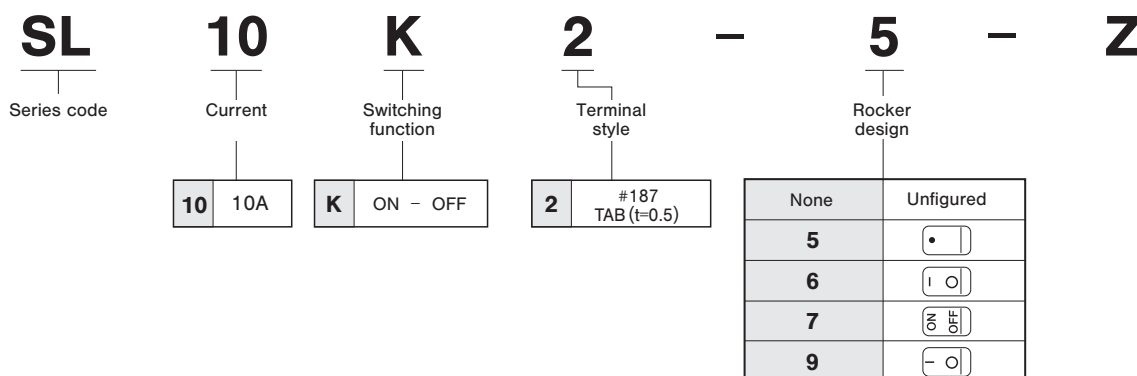 SL 10 K 2 – 5 – Z
Series code
Current
Switching
function
Terminal
style
Rocker
design
10 10A
K ON – OFF
2 #187
TAB (t=0.5)
None Unfigured
5
6
7 ON OFF
9